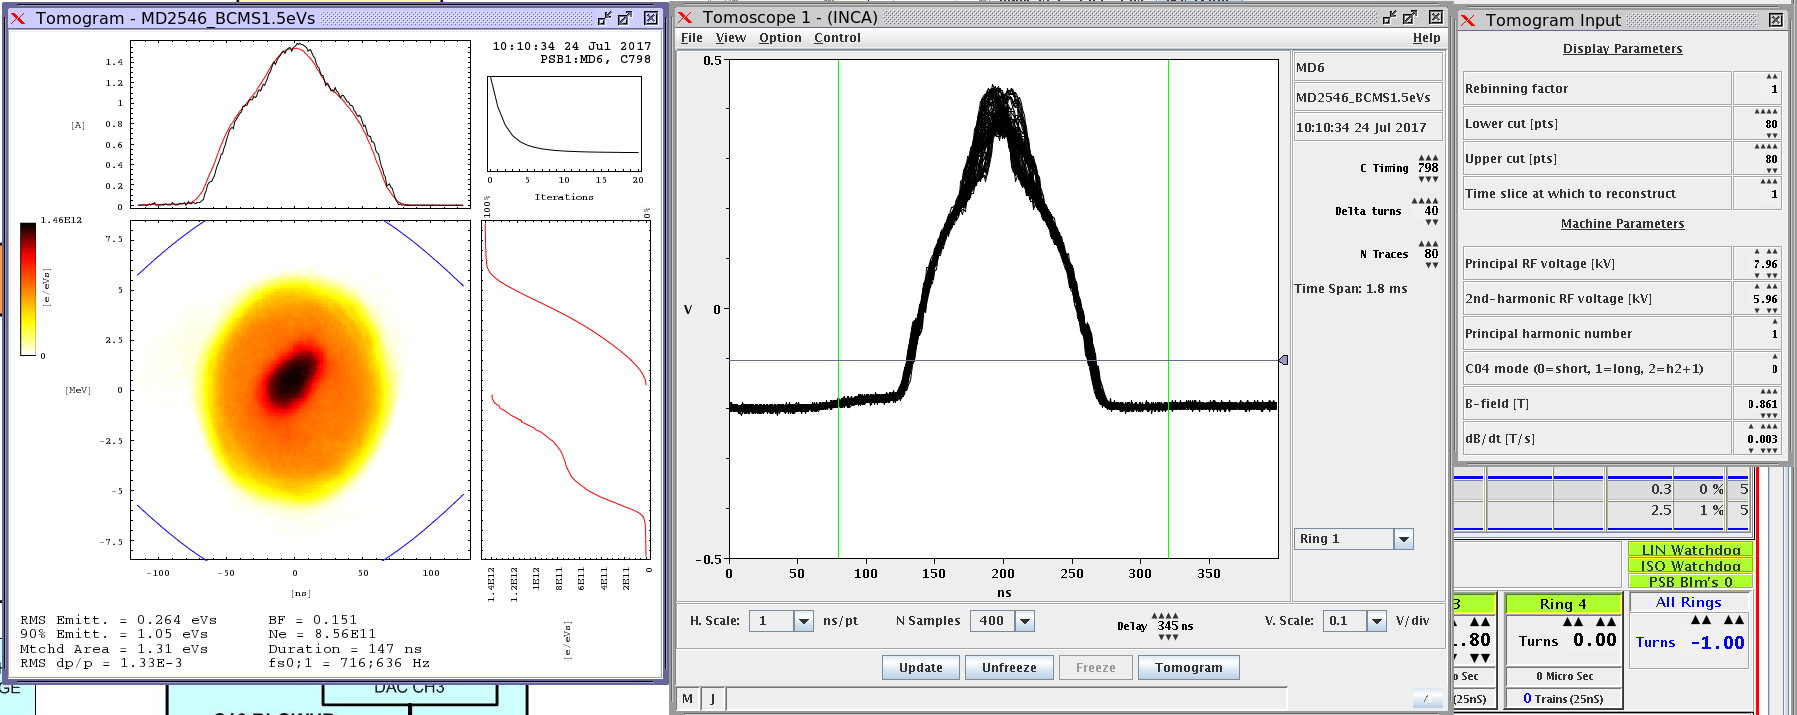 Tomogram - MD2546_BCMS1.5eVs
10:10:34 24 Jul 2017
PSB1:MD6, C798
1.4
1.2
1
0.8
0.6
0.4
0.2
0
[A]
0 5 10 15 20
Iterations
100%
0%
1.46E12
[e/eVs]
0
7.5
5
2.5
0
-2.5
-5
-7.5
[MeV]
-100 -50 0 50 100
[ns]
1.4E12 1.2E12 1E12 8E11 6E11 4E11 2E11 0
[e/eVs]
RMS Emitt. = 0.264 eVs BF = 0.151
90% Emitt. = 1.05 eVs Ne = 8.56E11
Mtchd Area = 1.31 eVs Duration = 147 ns
RMS dp/p = 1.33E-3 fs0;1 = 716;636 Hz
DAC CH3
Tomoscope 1 - (INCA)
File View Option Control Help
0.5
V 0
-0.5
0 50 100 150 200 250 300 350
ns
MD6
MD2546_BCMS1.5eVs
10:10:34 24 Jul 2017
C Timing 798
Delta turns 40
N Traces 80
Time Span: 1.8 ms
Ring 1
H. Scale: 1 ns/pt N Samples 400 Delay 345 ns V. Scale: 0.1 V/div
Update Unfreeze Freeze Tomogram
M J
Tomogram Input
Display Parameters
Rebinning factor 1
Lower cut [pts] 80
Upper cut [pts] 80
Time slice at which to reconstruct 1
Machine Parameters
Principal RF voltage [kV] 7.96
2nd-harmonic RF voltage [kV] 5.96
Principal harmonic number 1
C04 mode (0=short, 1=long, 2=h2+1) 0
B-field [T] 0.861
dB/dt [T/s] 0.003
0.3 0 % 5
2.5 1 % 5
LIN Watchdog
ISO Watchdog
PSB Blm's 0
3 Ring 4 All Rings
.80 Turns 0.00 Turns -1.00
Sec 0 Micro Sec
(25nS) 0 Trains (25nS)